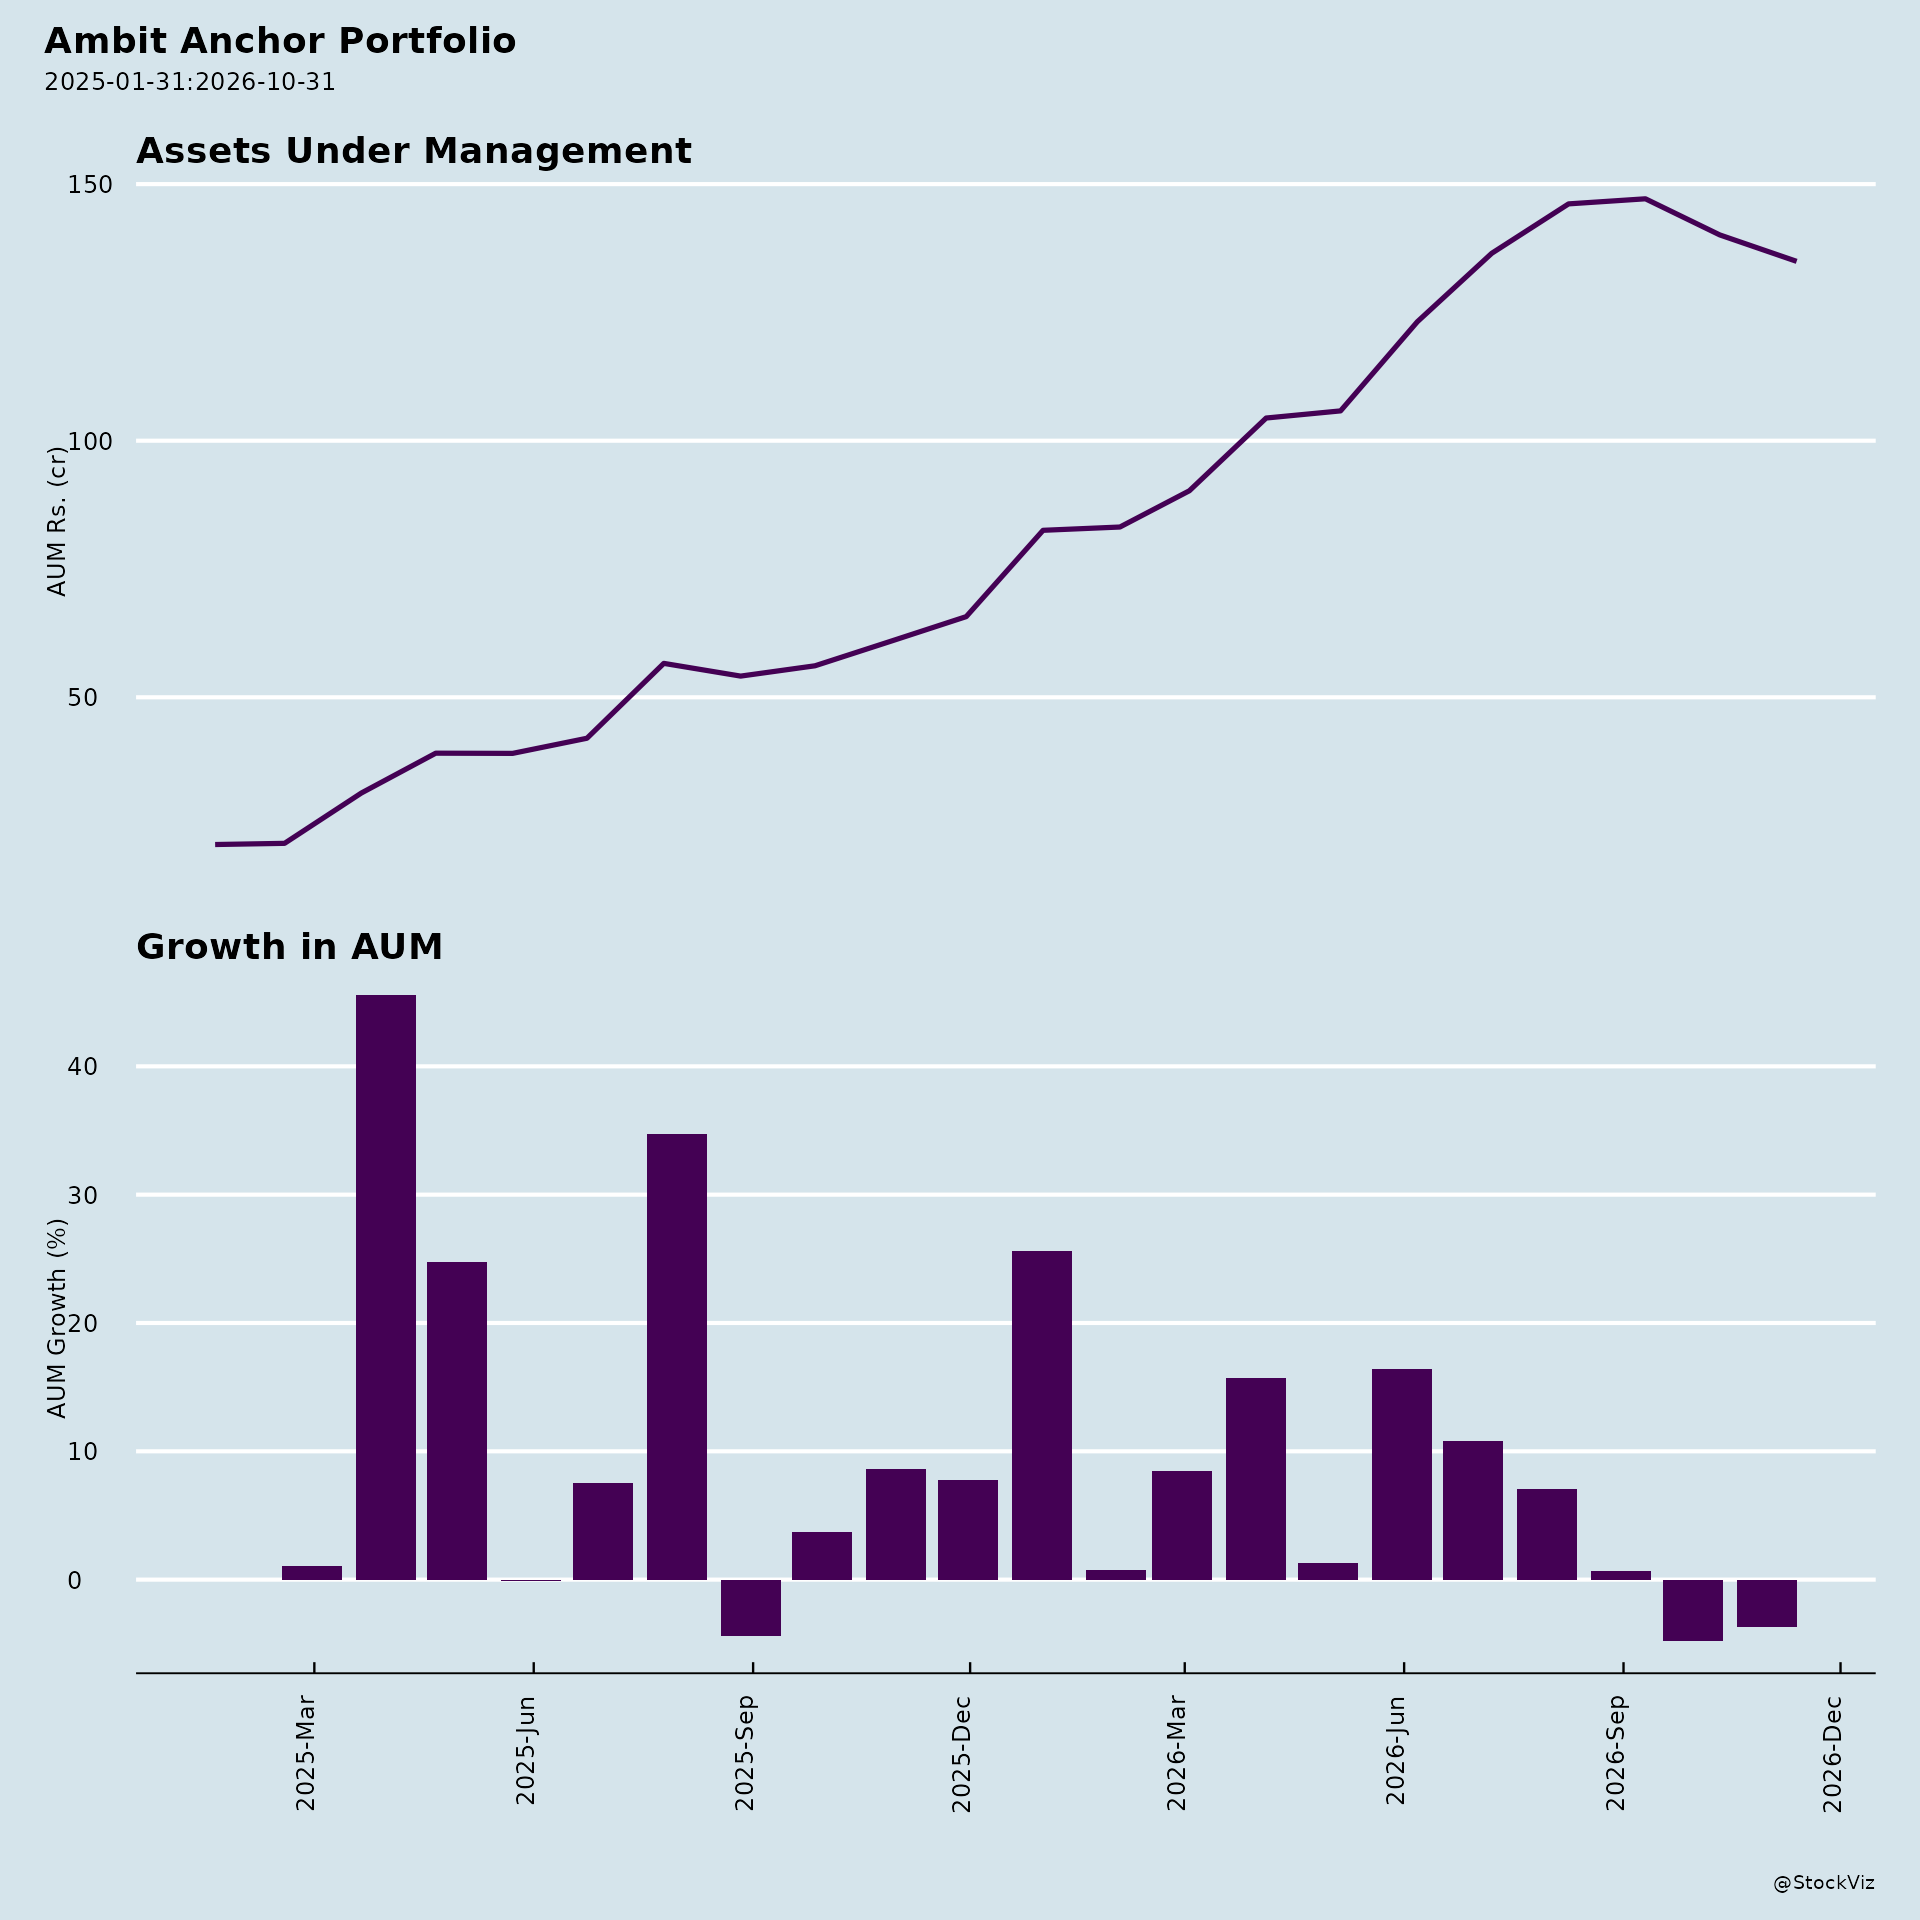 Ambit Anchor Portfolio
2025-01-31:2026-10-31
Assets Under Management
150
100
50
AUM Rs. (cr)
Growth in AUM
40
30
20
10
0
AUM Growth (%)
2025-Mar
2025-Jun
2025-Sep
2025-Dec
2026-Mar
2026-Jun
2026-Sep
2026-Dec
@StockViz